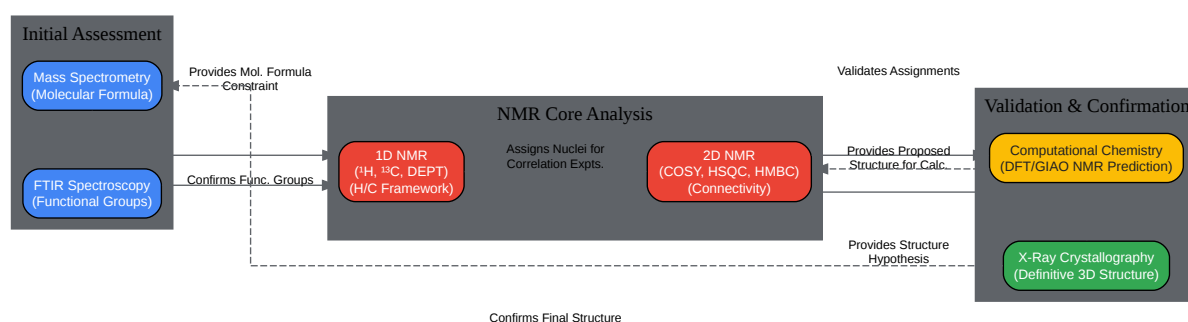 Initial Assessment
Mass Spectrometry
(Molecular Formula)
FTIR Spectroscopy
(Functional Groups)
Provides Mol. Formula
Constraint
Confirms Func. Groups
NMR Core Analysis
1D NMR
(¹H, ¹³C, DEPT)
(H/C Framework)
Assigns Nuclei for
Correlation Expts.
2D NMR
(COSY, HSQC, HMBC)
(Connectivity)
Validates Assignments
Provides Proposed
Structure for Calc.
Provides Structure
Hypothesis
Validation & Confirmation
Computational Chemistry
(DFT/GIAO NMR Prediction)
X-Ray Crystallography
(Definitive 3D Structure)
Confirms Final Structure